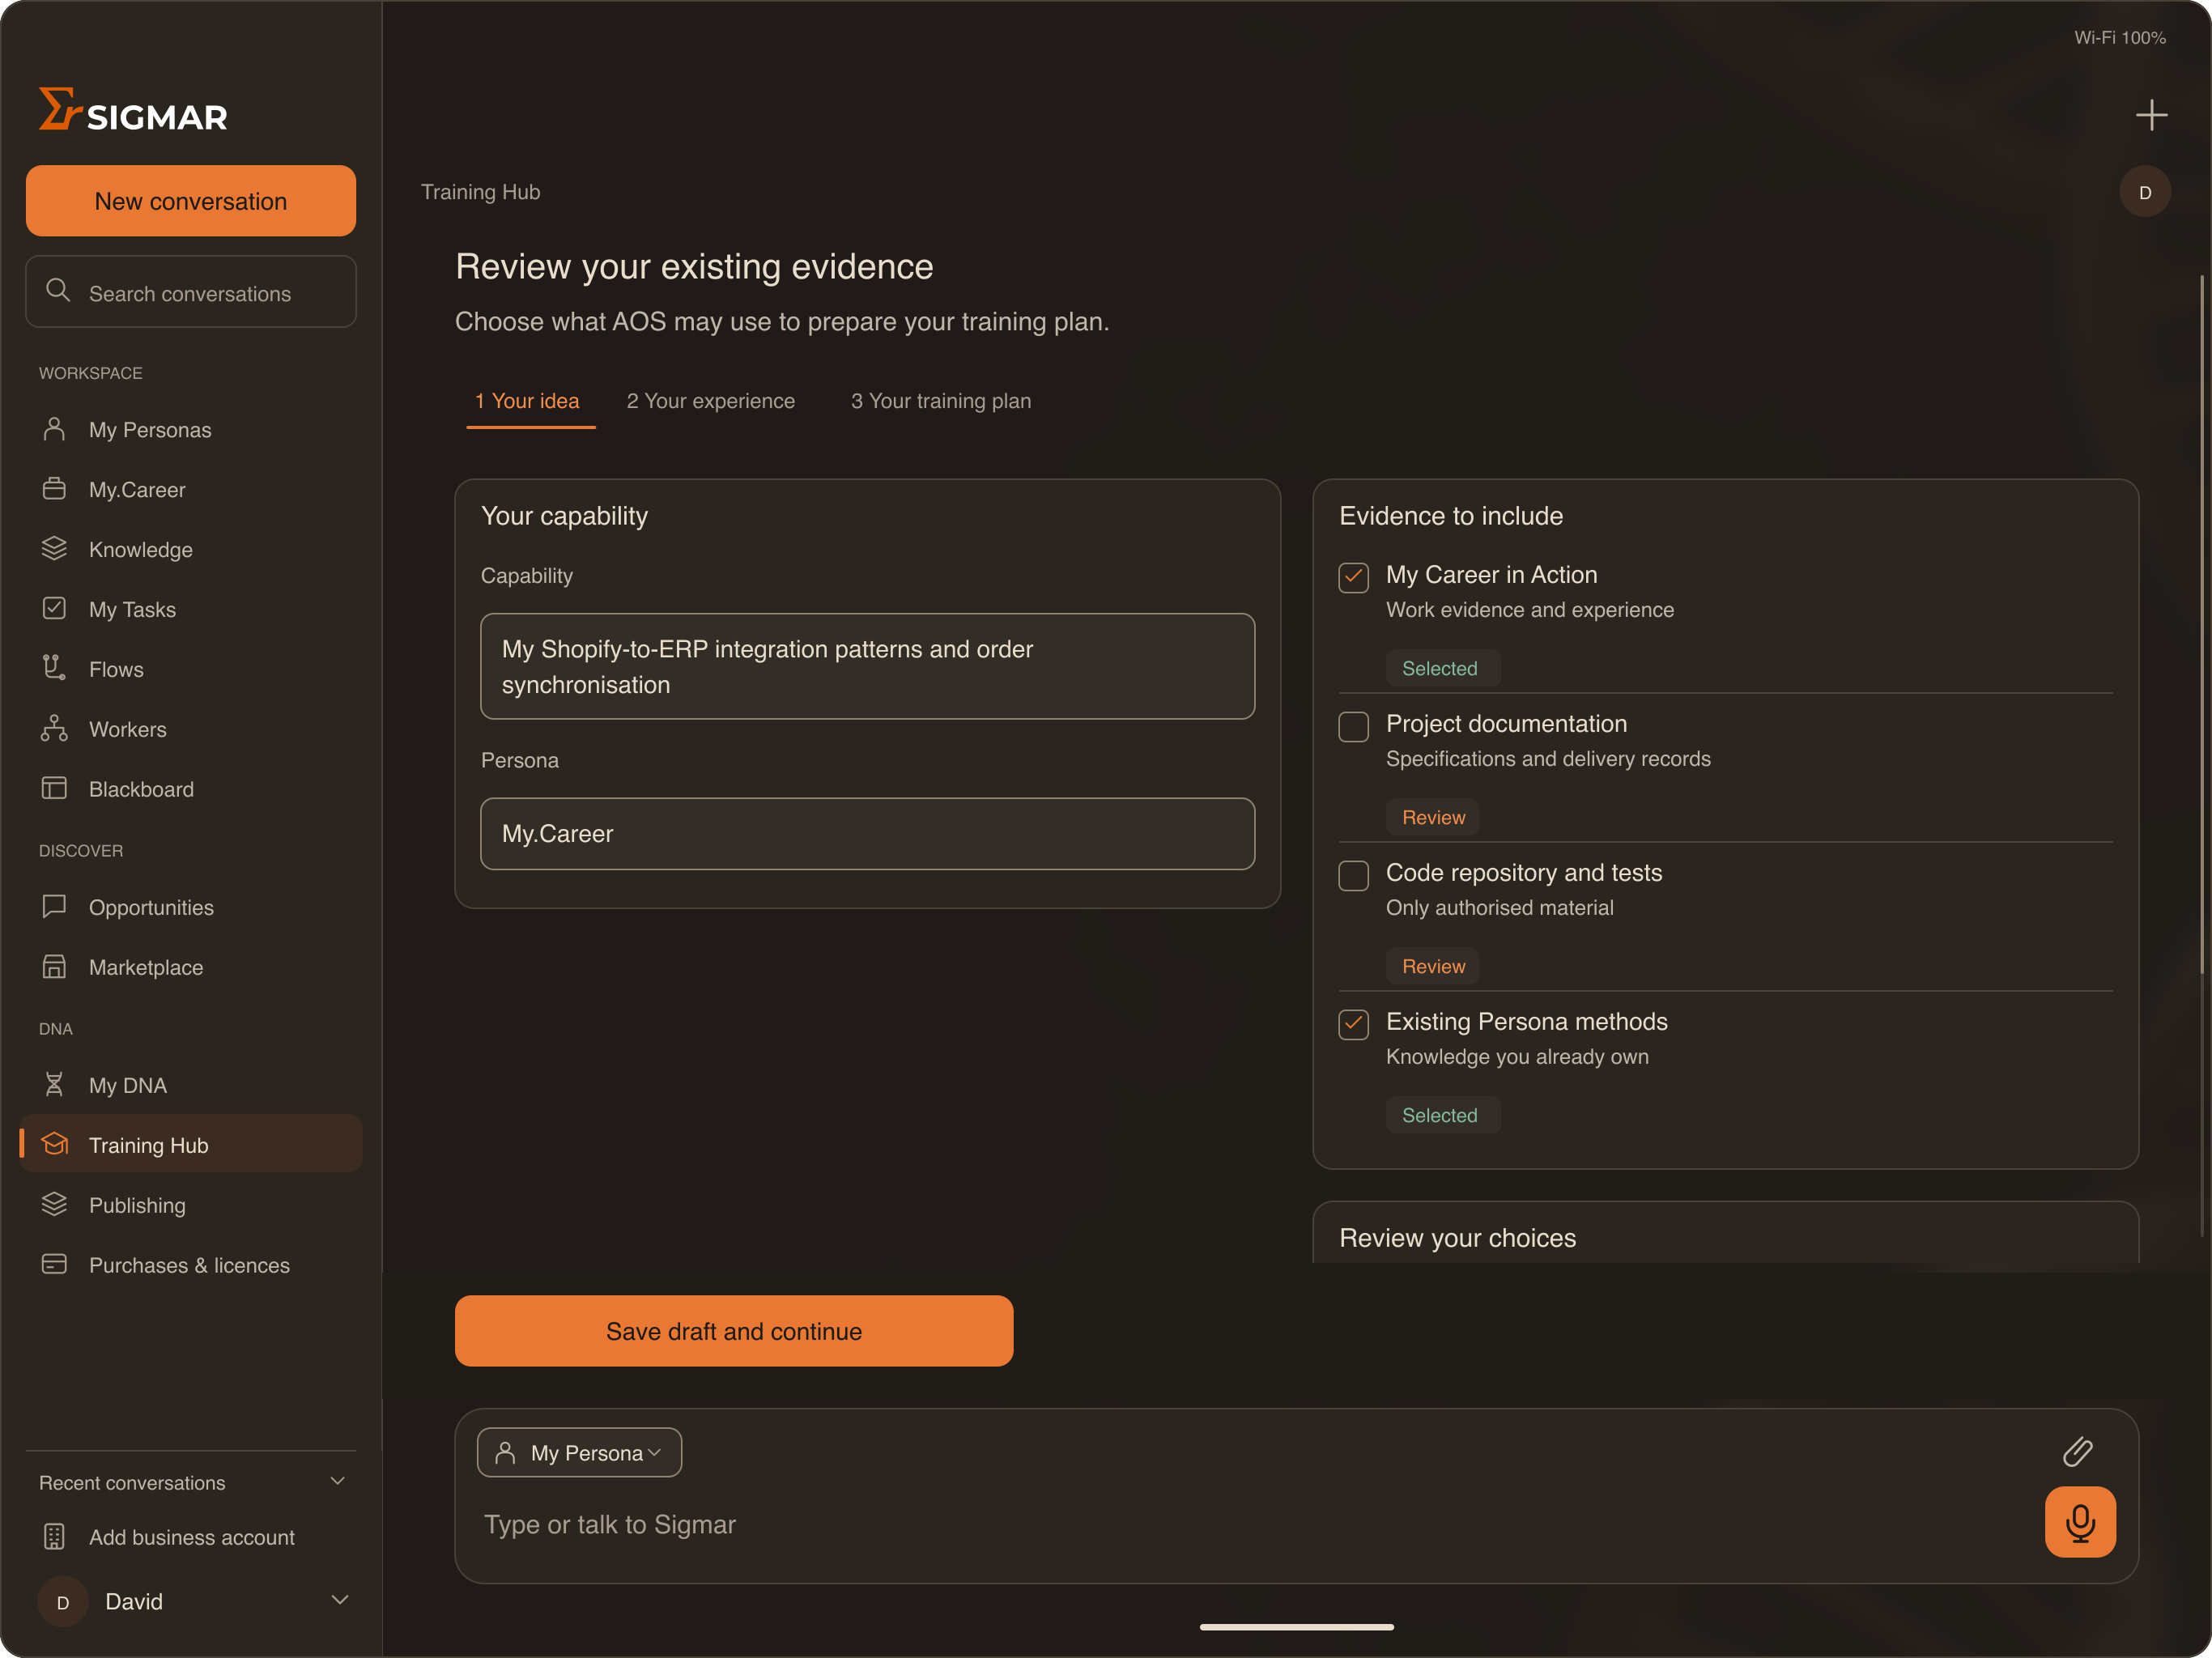 Wi-Fi 100%
SIGMAR
New conversation
Search conversations
WORKSPACE
My Personas
My.Career
Knowledge
My Tasks
Flows
Workers
Blackboard
DISCOVER
Opportunities
Marketplace
DNA
My DNA
Training Hub
Publishing
Purchases & licences
Recent conversations
Add business account
D
David
Training Hub
D
Review your existing evidence
Choose what AOS may use to prepare your training plan.
1 Your idea
2 Your experience
3 Your training plan
Your capability
Capability
My Shopify-to-ERP integration patterns and order
synchronisation
Persona
My.Career
Evidence to include
My Career in Action
Work evidence and experience
Selected
Project documentation
Specifications and delivery records
Review
Code repository and tests
Only authorised material
Review
Existing Persona methods
Knowledge you already own
Selected
Review your choices
Save draft and continue
My Persona
Type or talk to Sigmar